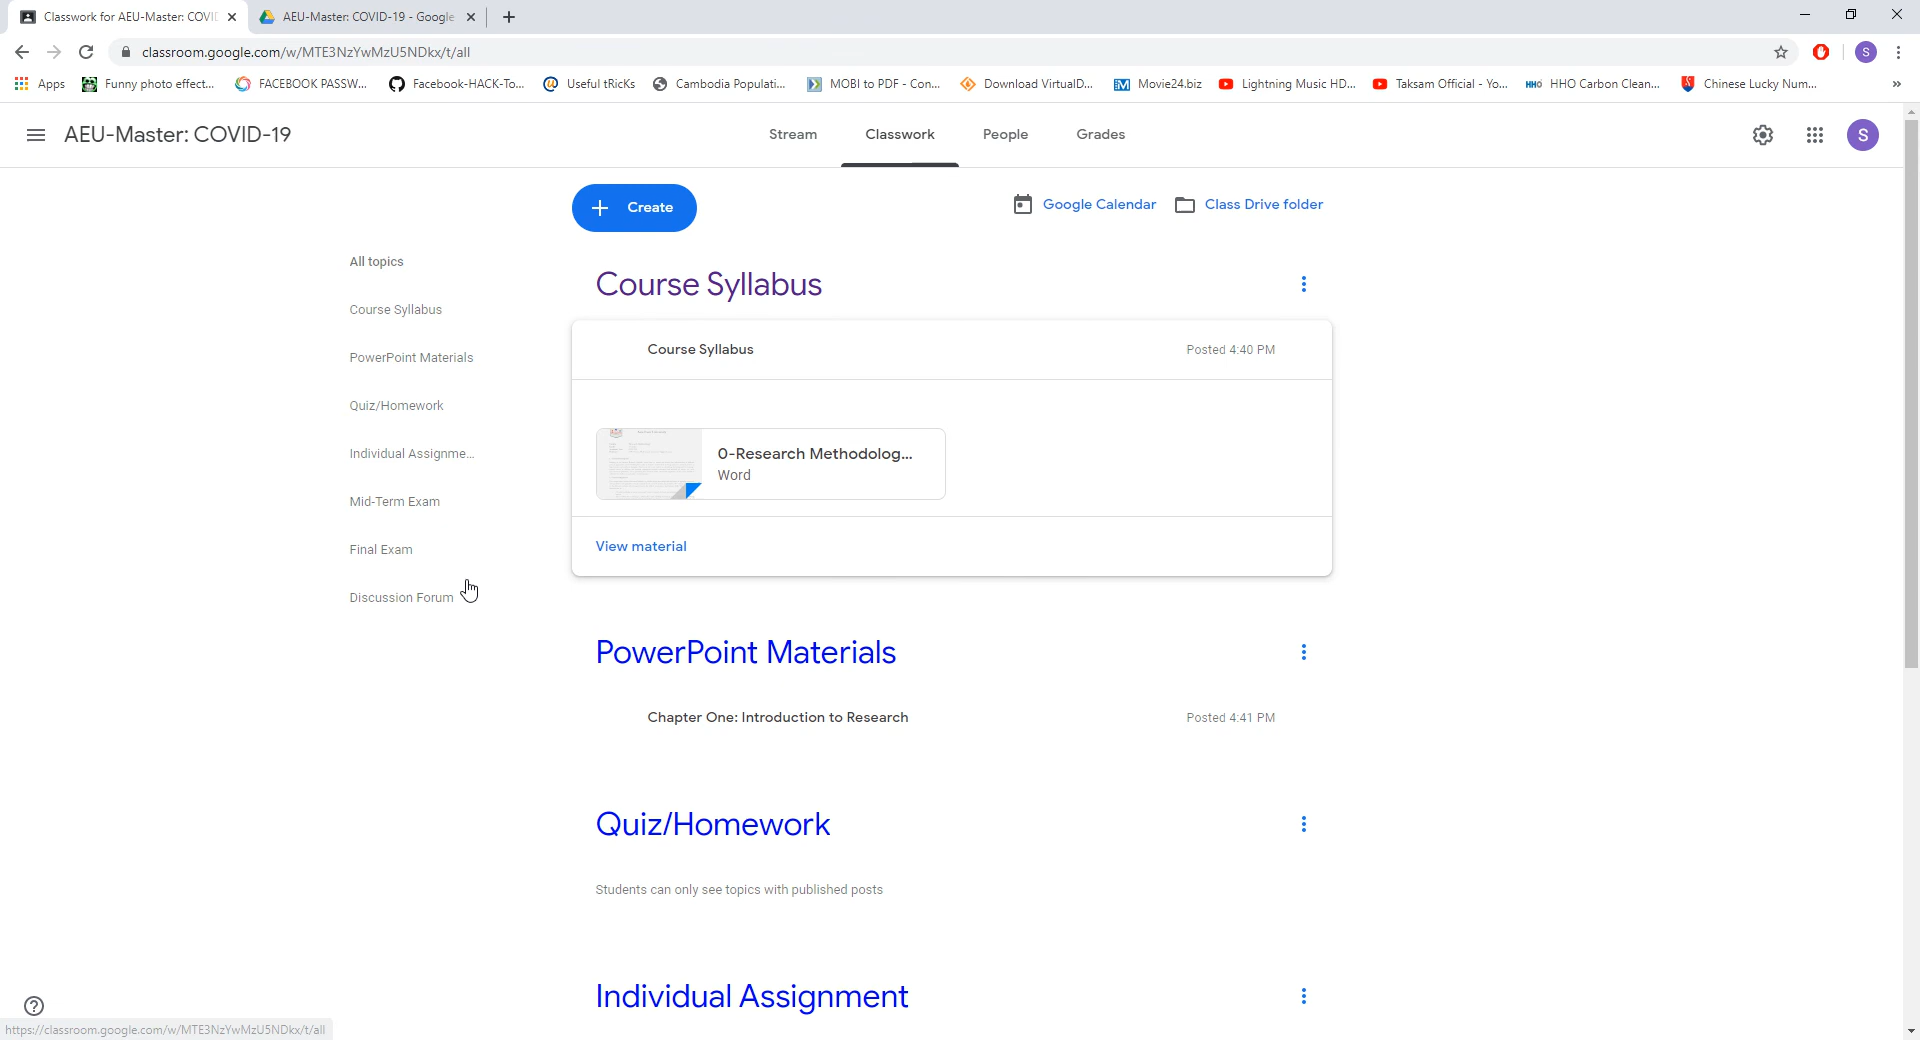 Classwork for AEU-Master: COVI
AEU-Master: COVID-19 - Google
classroom.google.com/w/MTE3NzYwMzU5NDkx/t/all
S
Apps
Funny photo effect...
FACEBOOK PASSW...
Facebook-HACK-To...
Useful tRicKs
Cambodia Populati...
MOBI to PDF - Con...
Download VirtualD...
Movie24.biz
Lightning Music HD...
Taksam Official - Yo...
HHO HHO Carbon Clean...
Chinese Lucky Num...
AEU-Master: COVID-19
Stream
Classwork
People
Grades
S
Create
Google Calendar
Class Drive folder
All topics
Course Syllabus
PowerPoint Materials
Quiz/Homework
Individual Assignme...
Mid-Term Exam
Final Exam
Discussion Forum
Course Syllabus
Course Syllabus
Posted 4:40 PM
0-Research Methodolog...
Word
View material
PowerPoint Materials
Chapter One: Introduction to Research
Posted 4:41 PM
Quiz/Homework
Students can only see topics with published posts
Individual Assignment
https://classroom.google.com/w/MTE3NzYwMzU5NDkx/t/all